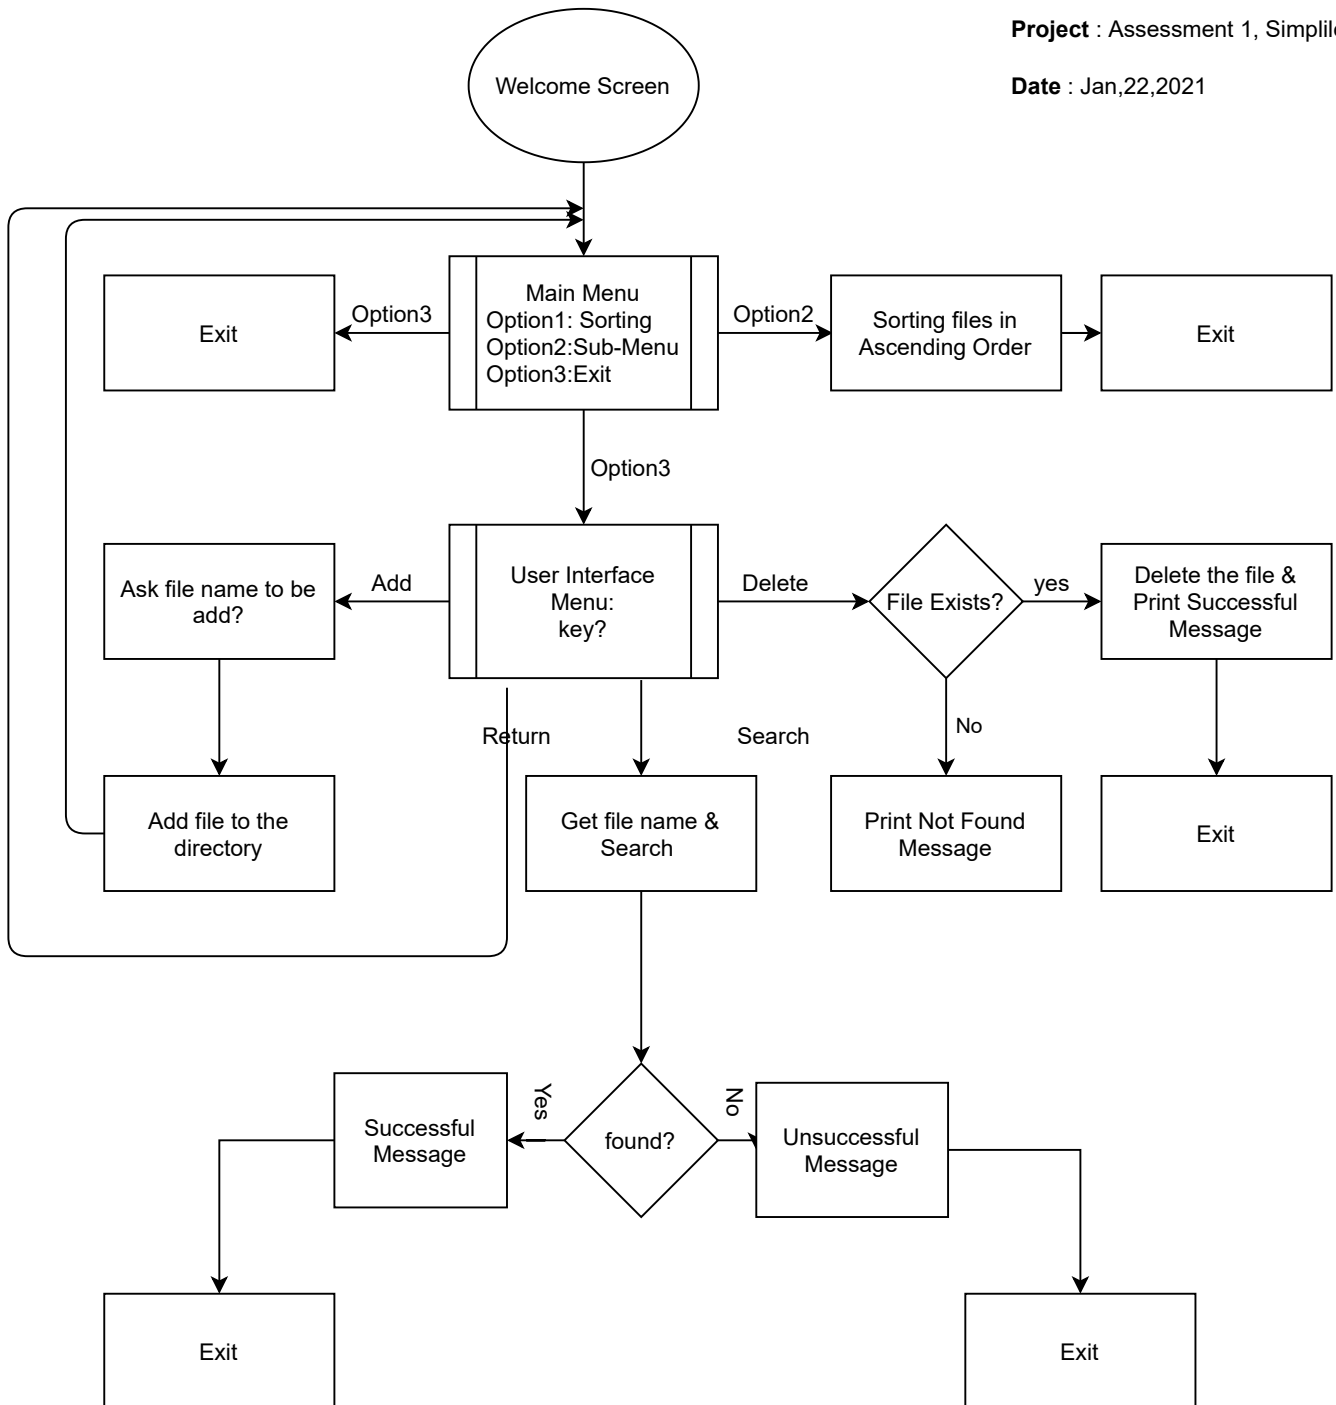 Project : Assessment 1,
Date : Jan,22,2021
Welcome Screen
Exit
Option3
Main Menu
Option1: Sorting
Option2:Sub-Menu
Option3:Exit
Option2
Sorting files in
Ascending Order
Exit
Option3
Ask file name to be
add?
Add
User Interface
Menu:
key?
Delete
File Exists?
yes
Delete the file &
Print Successful
Message
Return
Search
No
Add file to the
directory
Get file name &
Search
Print Not Found
Message
Exit
Successful
Message
Yes
found?
No
Unsuccessful
Message
Exit
Exit